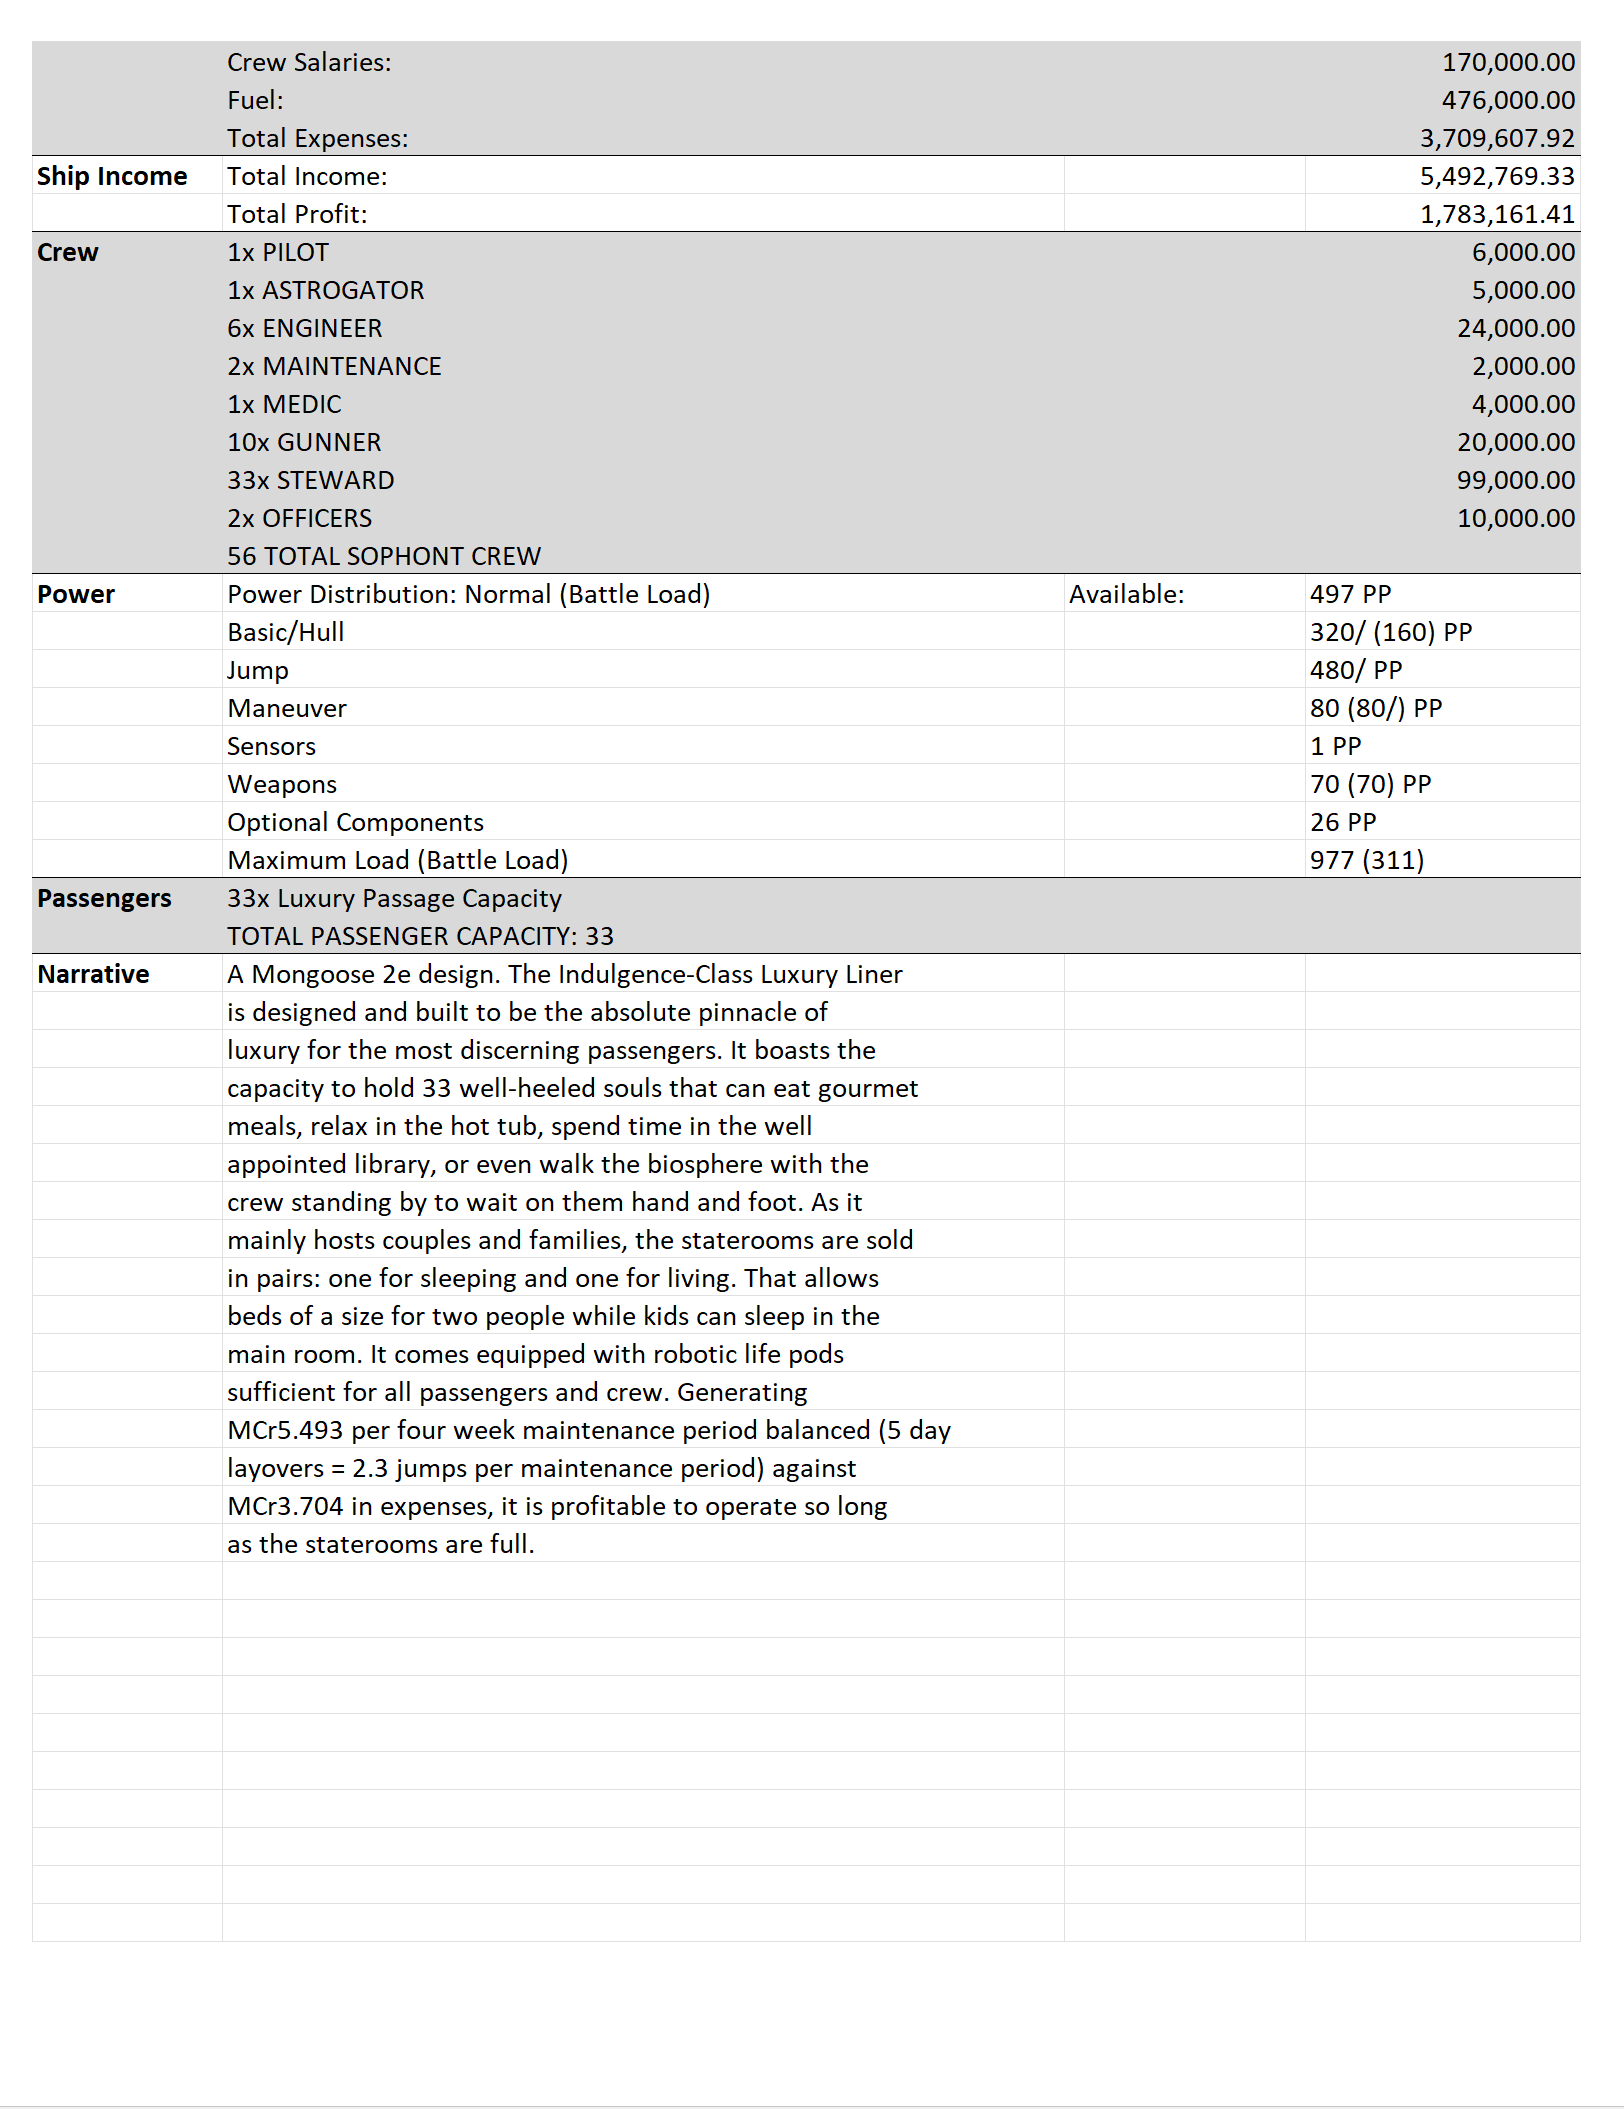 Crew Salaries: 170,000.00
Fuel: 476,000.00
Total Expenses: 3,709,607.92
Ship Income Total Income: 5,492,769.33
Total Profit: 1,783,161.41
Crew 1x PILOT 6,000.00
1x ASTROGATOR 5,000.00
6x ENGINEER 24,000.00
2x MAINTENANCE 2,000.00
1x MEDIC 4,000.00
10x GUNNER 20,000.00
33x STEWARD 99,000.00
2x OFFICERS 10,000.00
56 TOTAL SOPHONT CREW
Power Power Distribution: Normal (Battle Load) Available: 497 PP
Basic/Hull 320/ (160) PP
Jump 480/ PP
Maneuver 80 (80/) PP
Sensors 1 PP
Weapons 70 (70) PP
Optional Components 26 PP
Maximum Load (Battle Load) 977 (311)
Passengers 33x Luxury Passage Capacity
TOTAL PASSENGER CAPACITY: 33
Narrative A Mongoose 2e design. The Indulgence-Class Luxury Liner
is designed and built to be the absolute pinnacle of
luxury for the most discerning passengers. It boasts the
capacity to hold 33 well-heeled souls that can eat gourmet
meals, relax in the hot tub, spend time in the well
appointed library, or even walk the biosphere with the
crew standing by to wait on them hand and foot. As it
mainly hosts couples and families, the staterooms are sold
in pairs: one for sleeping and one for living. That allows
beds of a size for two people while kids can sleep in the
main room. It comes equipped with robotic life pods
sufficient for all passengers and crew. Generating
MCr5.493 per four week maintenance period balanced (5 day
layovers = 2.3 jumps per maintenance period) against
MCr3.704 in expenses, it is profitable to operate so long
as the staterooms are full.